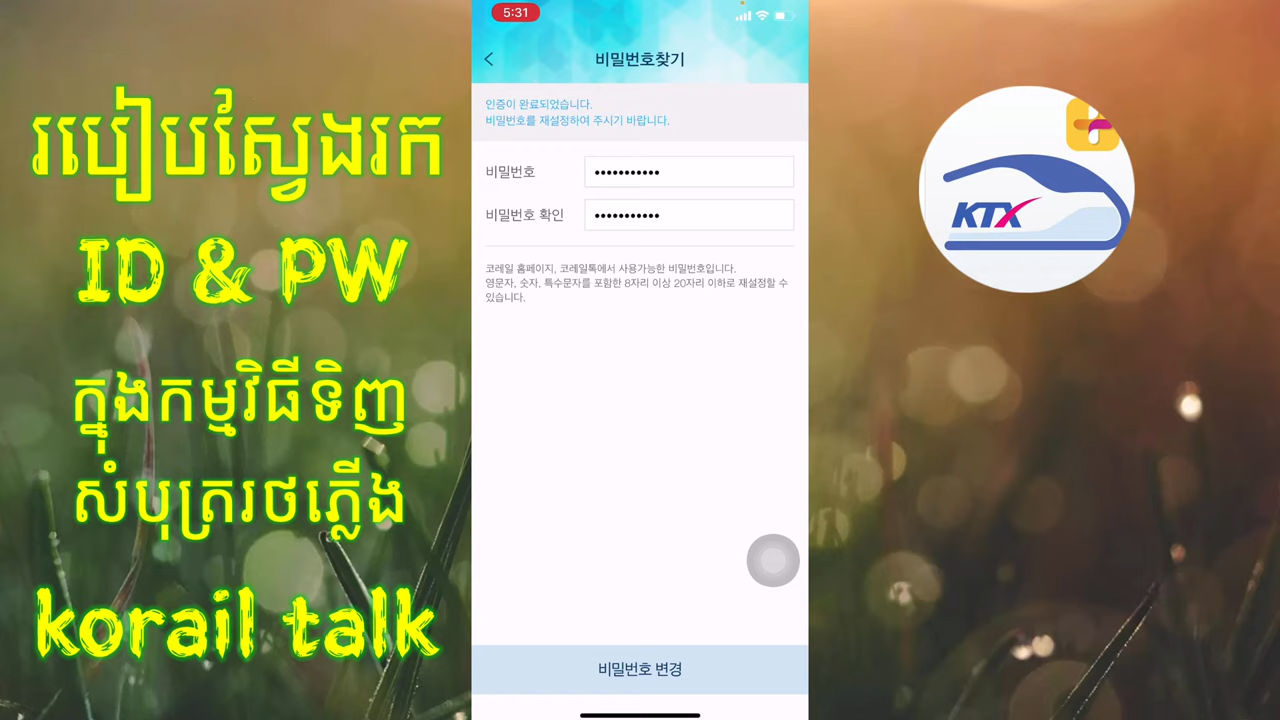 របៀបស្វែងរក
ID & PW
ក្នុងកម្មវិធីទិញ
សំបុត្ររថភ្លើង
korail talk
5:31
비밀번호찾기
인증이 완료되었습니다.
비밀번호를 재설정하여 주시기 바랍니다.
비밀번호 •••••••••••
비밀번호 확인 •••••••••••
코레일 홈페이지, 코레일톡에서 사용가능한 비밀번호입니다.
영문자, 숫자, 특수문자를 포함한 8자리 이상 20자리 이하로 재설정할 수
있습니다.
비밀번호 변경
KTX